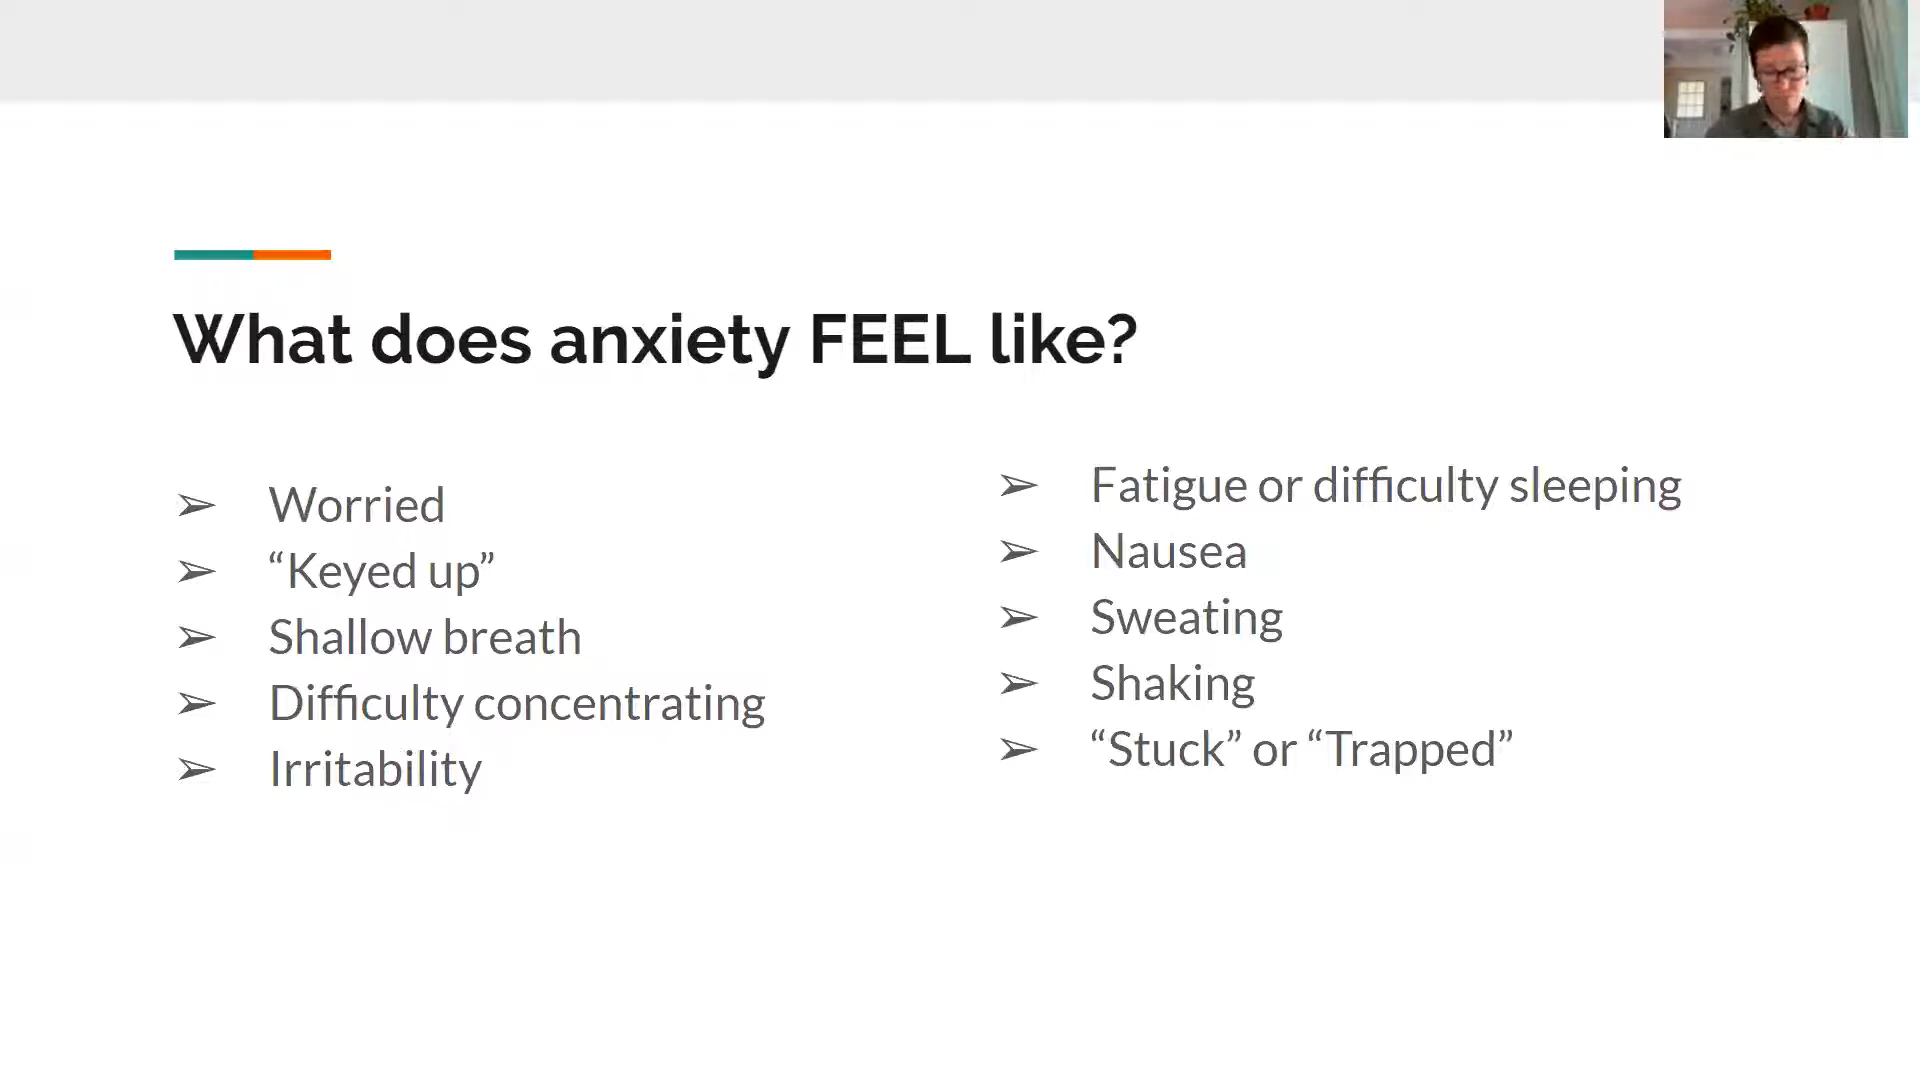 What does anxiety FEEL like?
➢ Worried
➢ “Keyed up”
➢ Shallow breath
➢ Difficulty concentrating
➢ Irritability
➢ Fatigue or difficulty sleeping
➢ Nausea
➢ Sweating
➢ Shaking
➢ “Stuck” or “Trapped”